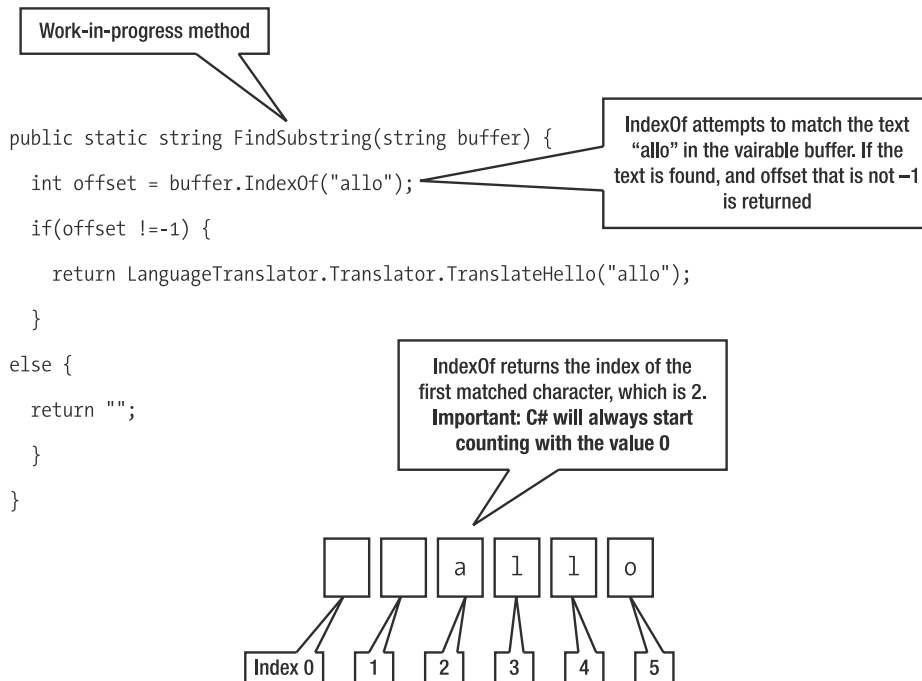 Work-in-progress method
public static string FindSubstring(string buffer) {
IndexOf attempts to match the text
“allo” in the vairable buffer. If the
text is found, and offset that is not –1
is returned
int offset = buffer.IndexOf("allo");
if(offset !=-1) {
return LanguageTranslator.Translator.TranslateHello("allo");
}
else {
return "";
}
}
IndexOf returns the index of the
first matched character, which is 2.
Important: C# will always start
counting with the value 0
a l l o
Index 0 1 2 3 4 5